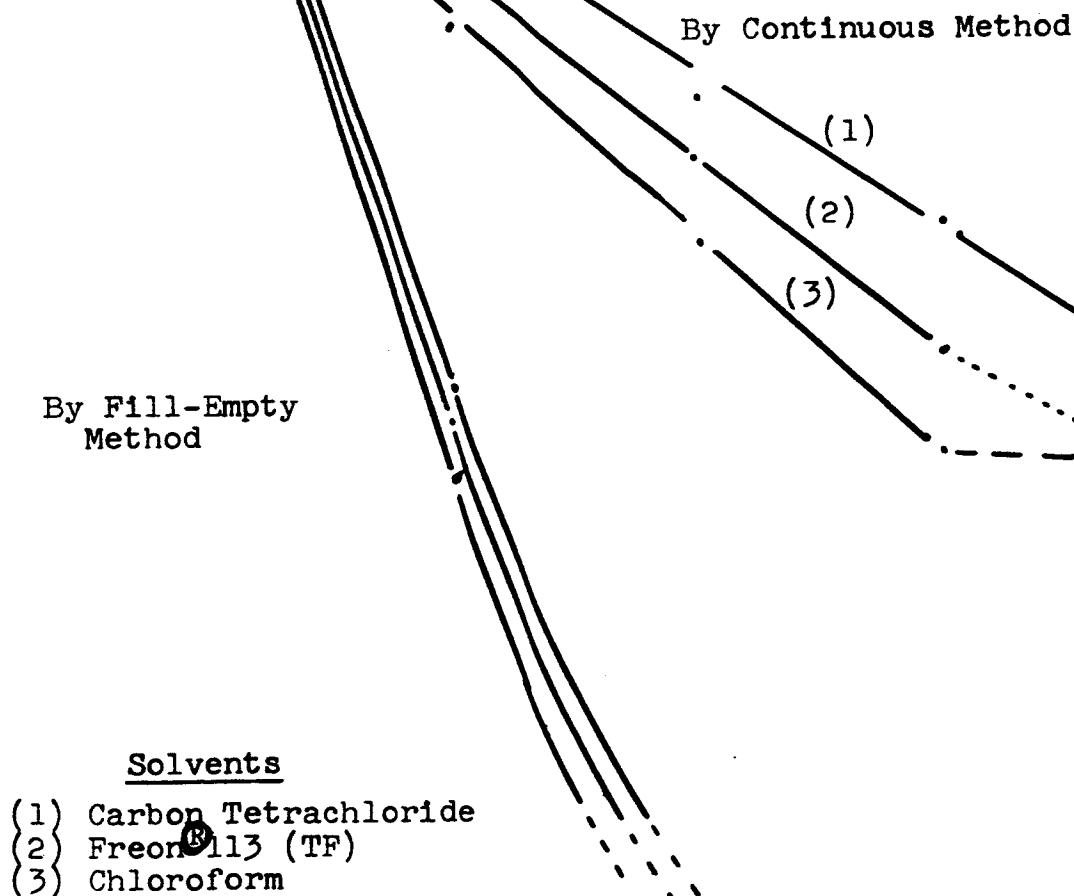 By Continuous Method
(1)
(2)
(3)
By Fill-Empty
Method
Solvents
(1) Carbon Tetrachloride
(2) Freon®113 (TF)
(3) Chloroform